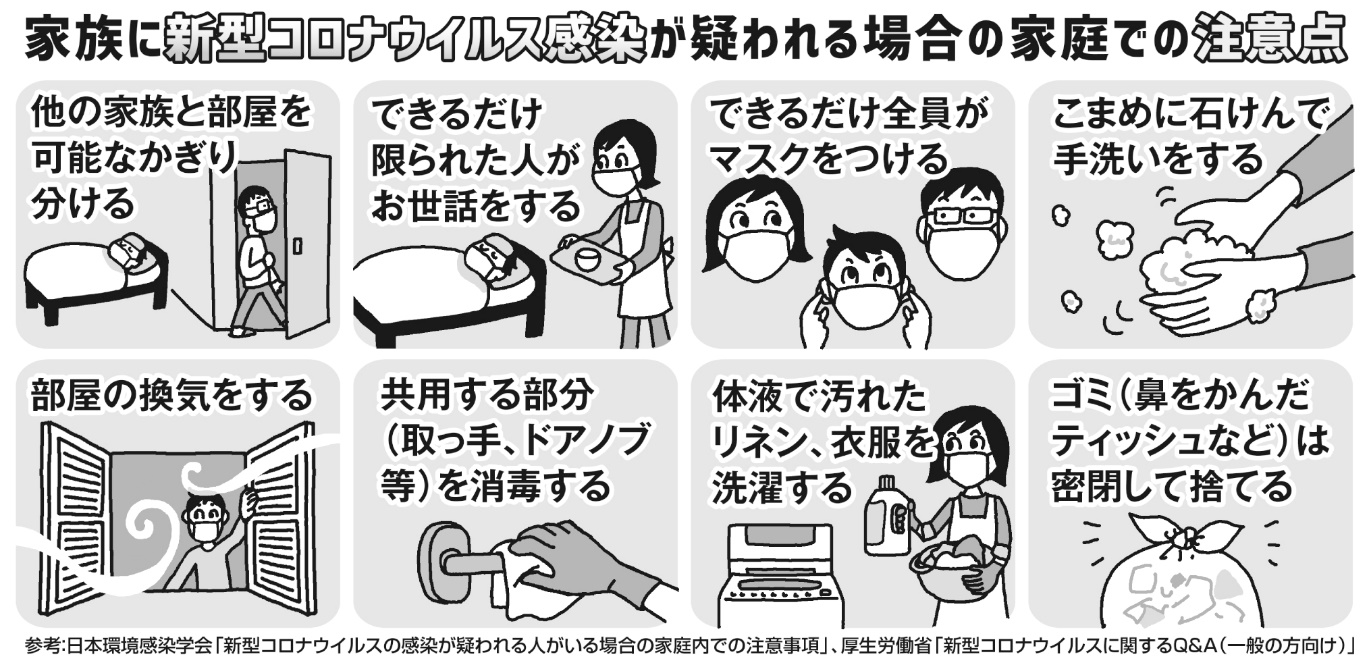 家族に新型コロナウイルス感染が疑われる場合の家庭での注意点
他の家族と部屋を
可能なかぎり
分ける
できるだけ
限られた人が
お世話をする
できるだけ全員が
マスクをつける
こまめに石けんで
手洗いをする
部屋の換気をする
共用する部分
（取っ手、ドアノブ
等）を消毒する
体液で汚れた
リネン、衣服を
洗濯する
ゴミ（鼻をかんだ
ティッシュなど）は
密閉して捨てる
参考:日本環境感染学会「新型コロナウイルスの感染が疑われる人がいる場合の家庭内での注意事項」、厚生労働省「新型コロナウイルスに関するQ&A（一般の方向け）」